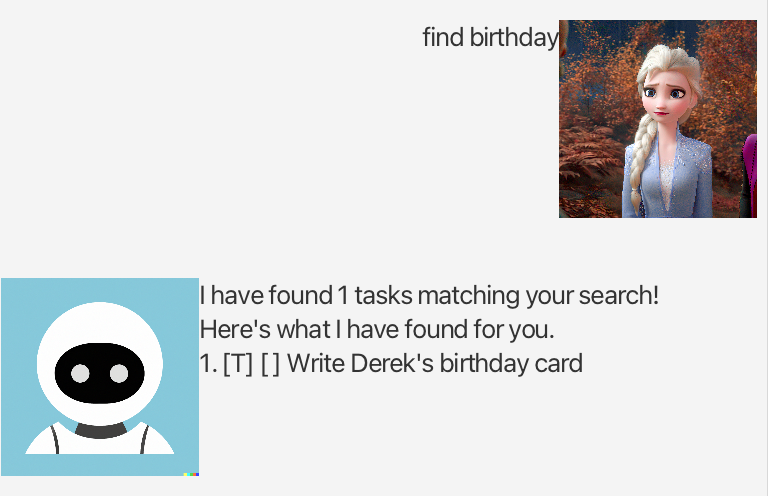 find birthday
I have found 1 tasks matching your search!
Here's what I have found for you.
1. [T] [ ] Write Derek's birthday card